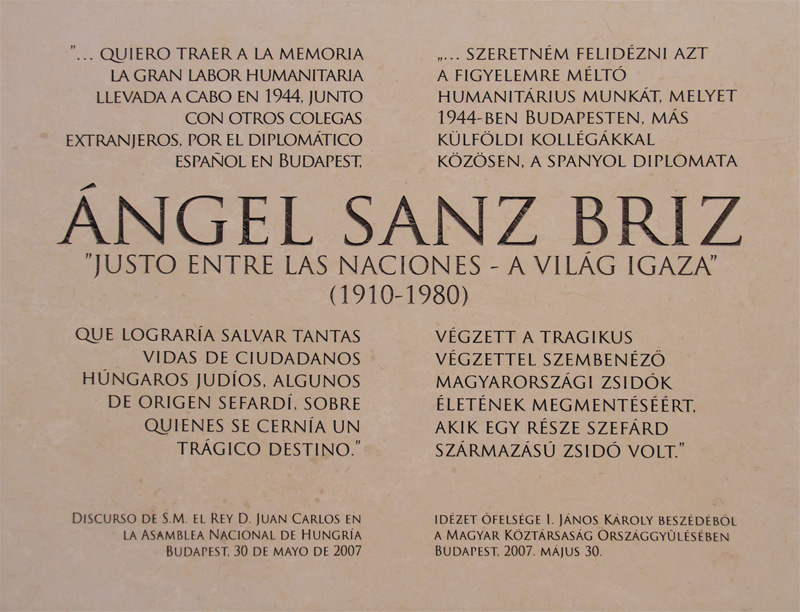 "... QUIERO TRAER A LA MEMORIA
LA GRAN LABOR HUMANITARIA
LLEVADA A CABO EN 1944, JUNTO
CON OTROS COLEGAS
EXTRANJEROS, POR EL DIPLOMÁTICO
ESPAÑOL EN BUDAPEST,
„... SZERETNÉM FELIDÉZNI AZT
A FIGYELEMRE MÉLTÓ
HUMANITÁRIUS MUNKÁT, MELYET
1944-BEN BUDAPESTEN, MÁS
KÜLFÖLDI KOLLÉGÁKKAL
KÖZÖSEN, A SPANYOL DIPLOMATA
ÁNGEL SANZ BRIZ
"JUSTO ENTRE LAS NACIONES - A VILÁG IGAZA"
(1910-1980)
QUE LOGRARÍA SALVAR TANTAS
VIDAS DE CIUDADANOS
HÚNGAROS JUDÍOS, ALGUNOS
DE ORIGEN SEFARDÍ, SOBRE
QUIENES SE CERNÍA UN
TRÁGICO DESTINO."
VÉGZETT A TRAGIKUS
VÉGZETTEL SZEMBENÉZŐ
MAGYARORSZÁGI ZSIDÓK
ÉLETÉNEK MEGMENTÉSÉÉRT,
AKIK EGY RÉSZE SZEFÁRD
SZÁRMAZÁSÚ ZSIDÓ VOLT."
DISCURSO DE S.M. EL REY D. JUAN CARLOS EN
LA ASAMBLEA NACIONAL DE HUNGRÍA
BUDAPEST, 30 DE MAYO DE 2007
IDÉZET ŐFELSÉGE I. JÁNOS KÁROLY BESZÉDÉBŐL
A MAGYAR KÖZTÁRSASÁG ORSZÁGGYŰLÉSÉBEN
BUDAPEST, 2007. MÁJUS 30.